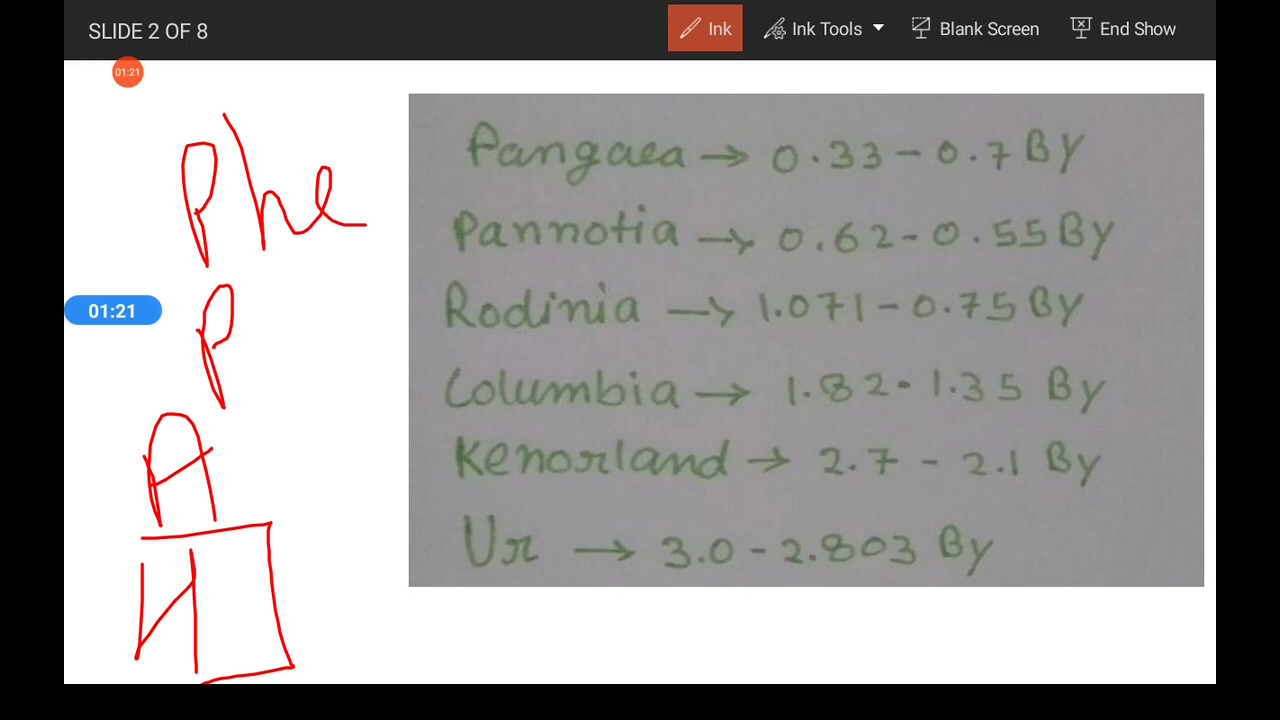 SLIDE 2 OF 8
Ink
Ink Tools
Blank Screen
End Show
01:21
01:21
Phe
P
A
H
Pangaea → 0.33 - 0.7 By
Pannotia → 0.62 - 0.55 By
Rodinia → 1.071 - 0.75 By
Columbia → 1.82 - 1.35 By
Kenorland → 2.7 - 2.1 By
Ur → 3.0 - 2.803 By